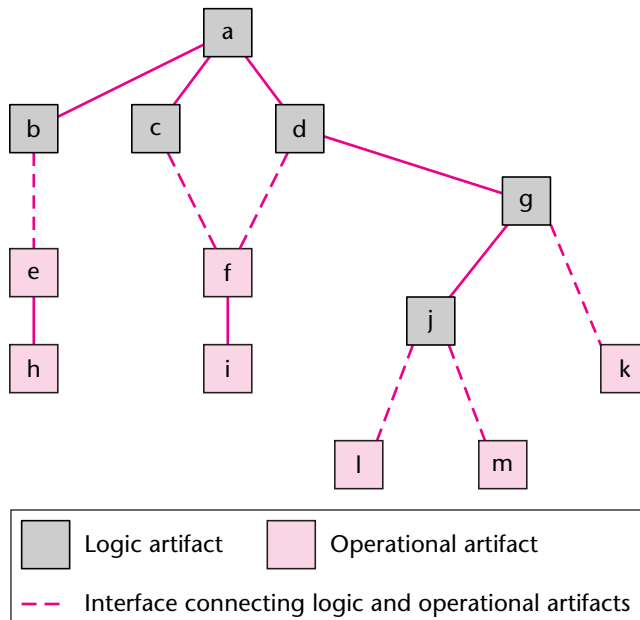 a
b
c
d
g
e
f
j
h
i
k
l
m
Logic artifact
Operational artifact
Interface connecting logic and operational artifacts